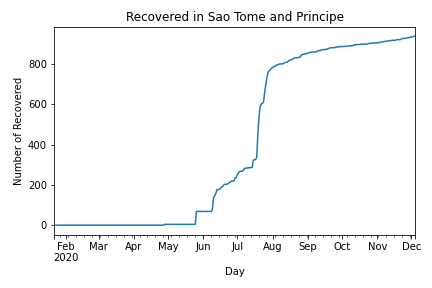 Recovered in Sao Tome and Principe
Number of Recovered
800
600
400
200
0
Feb Mar Apr May Jun Jul Aug Sep Oct Nov Dec
2020
Day